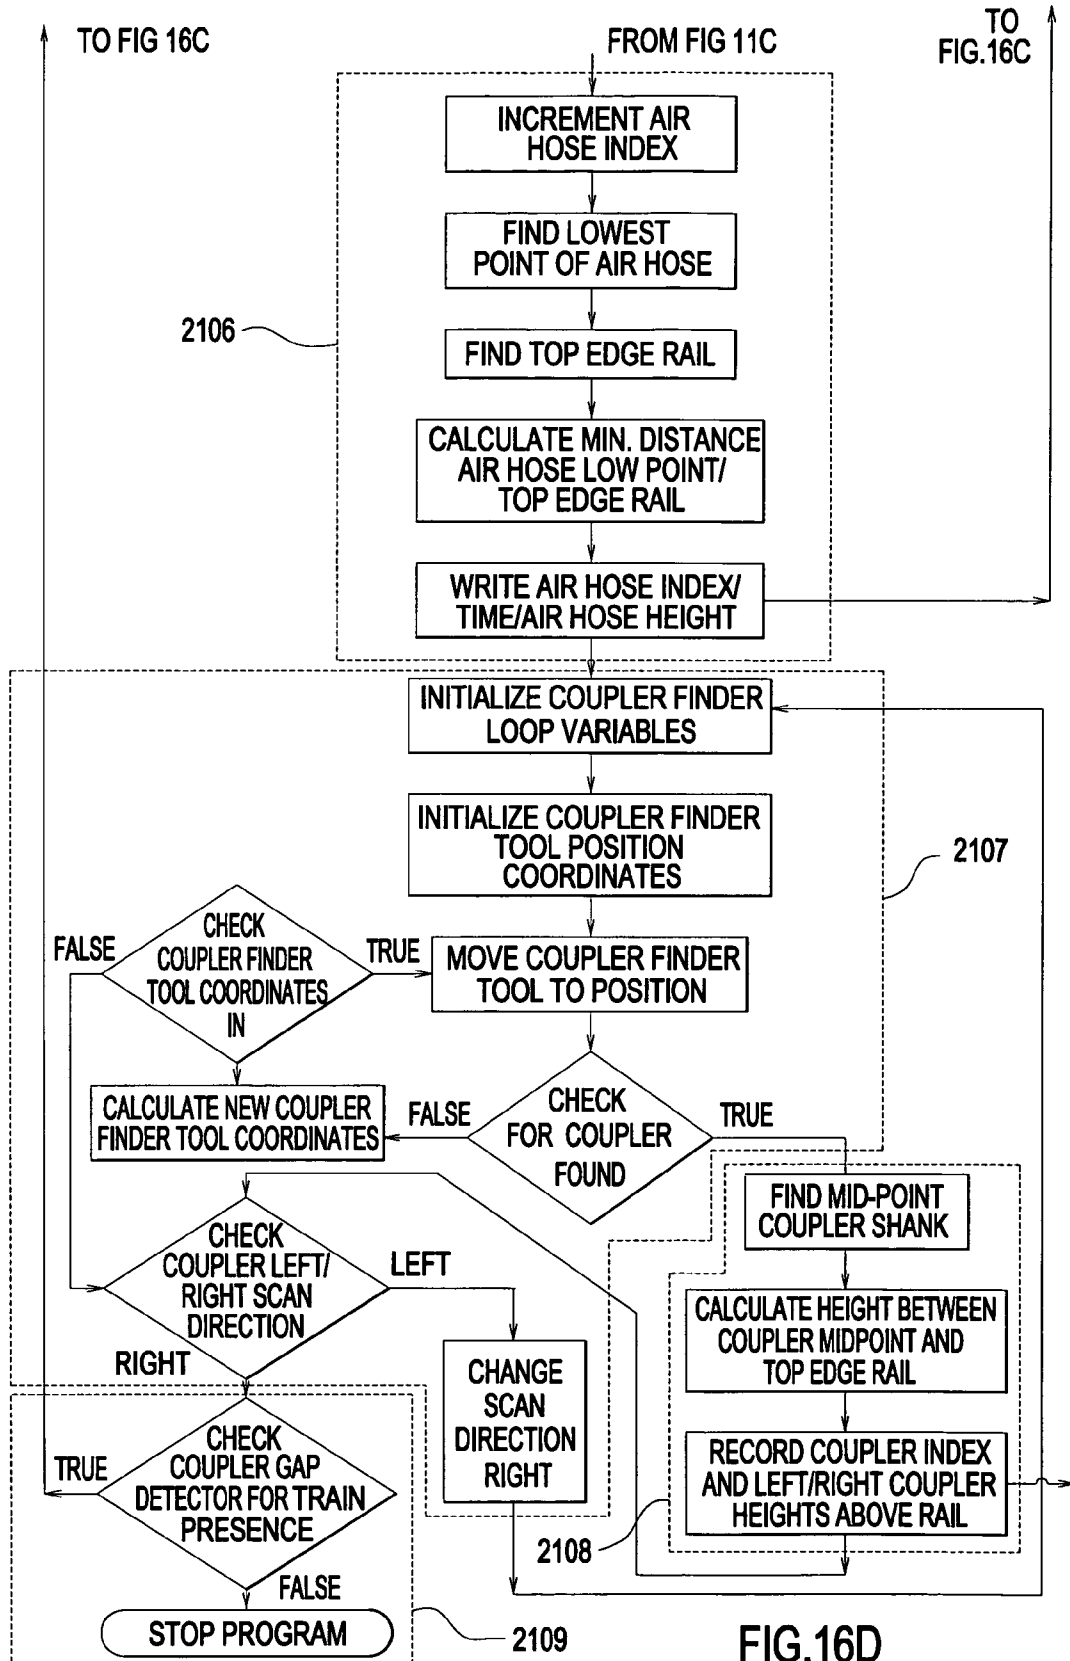 TO FIG 16C
FROM FIG 11C
TO
FIG.16C
INCREMENT AIR
HOSE INDEX
FIND LOWEST
POINT OF AIR HOSE
2106
FIND TOP EDGE RAIL
CALCULATE MIN. DISTANCE
AIR HOSE LOW POINT/
TOP EDGE RAIL
WRITE AIR HOSE INDEX/
TIME/AIR HOSE HEIGHT
INITIALIZE COUPLER FINDER
LOOP VARIABLES
INITIALIZE COUPLER FINDER
TOOL POSITION
COORDINATES
2107
CHECK
COUPLER FINDER
TOOL COORDINATES
IN
FALSE
TRUE
MOVE COUPLER FINDER
TOOL TO POSITION
CALCULATE NEW COUPLER
FINDER TOOL COORDINATES
FALSE
CHECK
FOR COUPLER
FOUND
TRUE
FIND MID-POINT
COUPLER SHANK
CHECK
COUPLER LEFT/
RIGHT SCAN
DIRECTION
LEFT
RIGHT
CALCULATE HEIGHT BETWEEN
COUPLER MIDPOINT AND
TOP EDGE RAIL
CHANGE
SCAN
DIRECTION
RIGHT
CHECK
COUPLER GAP
DETECTOR FOR TRAIN
PRESENCE
TRUE
RECORD COUPLER INDEX
AND LEFT/RIGHT COUPLER
HEIGHTS ABOVE RAIL
2108
FALSE
STOP PROGRAM
2109
FIG.16D